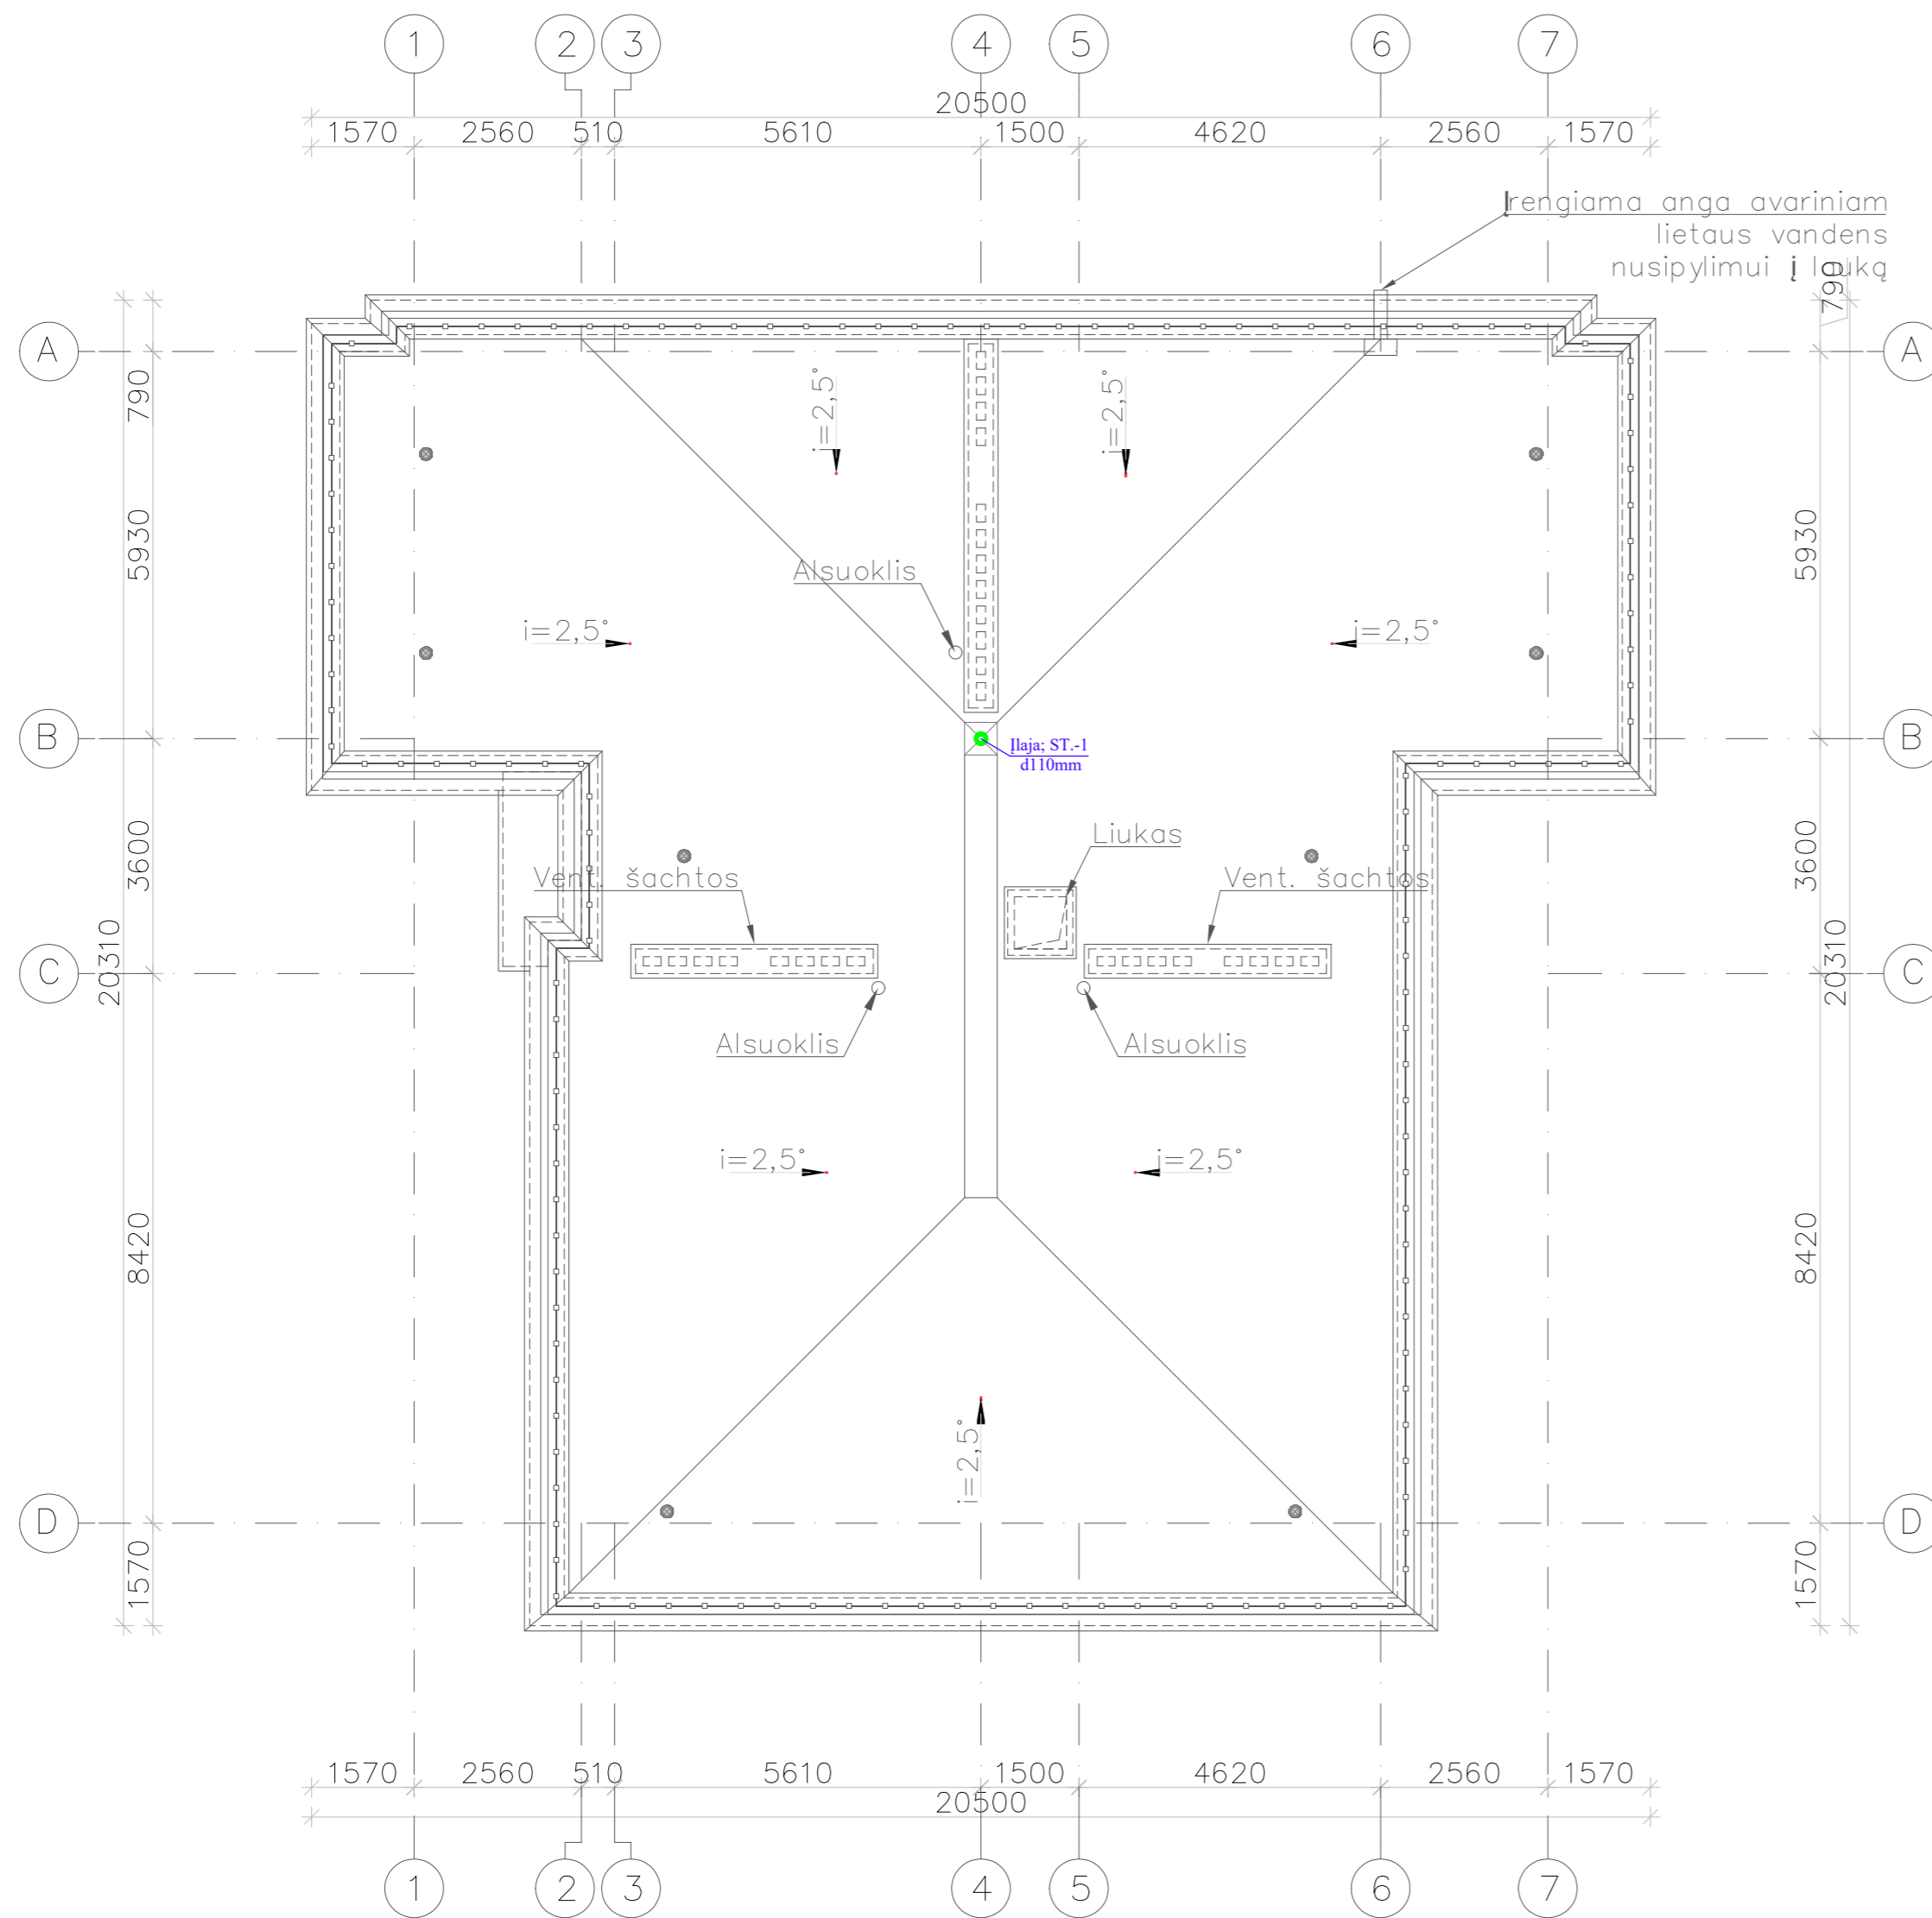 1 2 3 4 5 6 7
20500
1570 2560 510 5610 1500 4620 2560 1570
Įrengiama anga avariniam
lietaus vandens
nusipylimui į lauką
790
A A
790
i=2,5°
i=2,5°
5930 5930
Alsuoklis
i=2,5° i=2,5°
B B
Įlaja; ST.-1
d110mm
Liukas
3600 3600
Vent. šachtos Vent. šachtos
20310 20310
C C
Alsuoklis Alsuoklis
i=2,5° i=2,5°
8420 8420
i=2,5°
D D
1570 1570
1570 2560 510 5610 1500 4620 2560 1570
20500
1 2 3 4 5 6 7